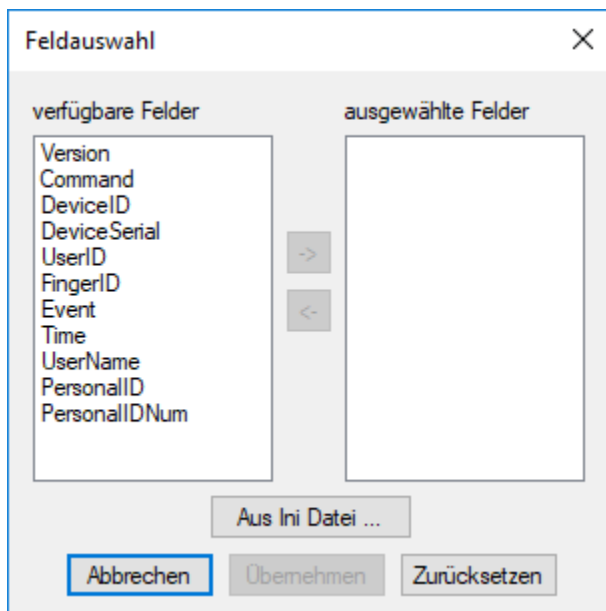 Feldauswahl
verfügbare Felder
ausgewählte Felder
Version
Command
DeviceID
DeviceSerial
UserID
FingerID
Event
Time
UserName
PersonalID
PersonalIDNum
->
<-
Aus Ini Datei ...
Abbrechen
Übernehmen
Zurücksetzen